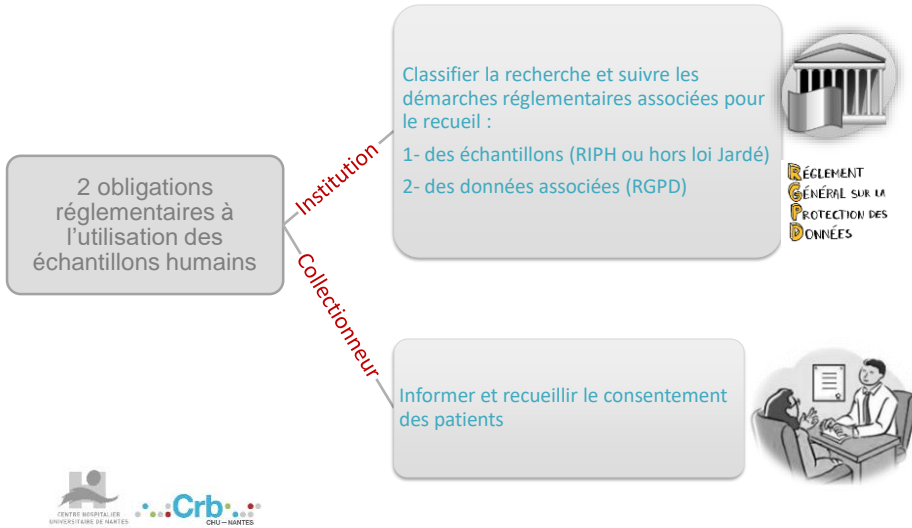 2 obligations
réglementaires à
l'utilisation des
échantillons humains
Institution
Classifier la recherche et suivre les
démarches réglementaires associées pour
le recueil :
1- des échantillons (RIPH ou hors loi Jardé)
2- des données associées (RGPD)
RÉGLEMENT
GÉNÉRAL SUR LA
PROTECTION DES
DONNÉES
Collectionneur
Informer et recueillir le consentement
des patients
CENTRE HOSPITALIER
UNIVERSITAIRE DE NANTES
Crb
CHU – NANTES